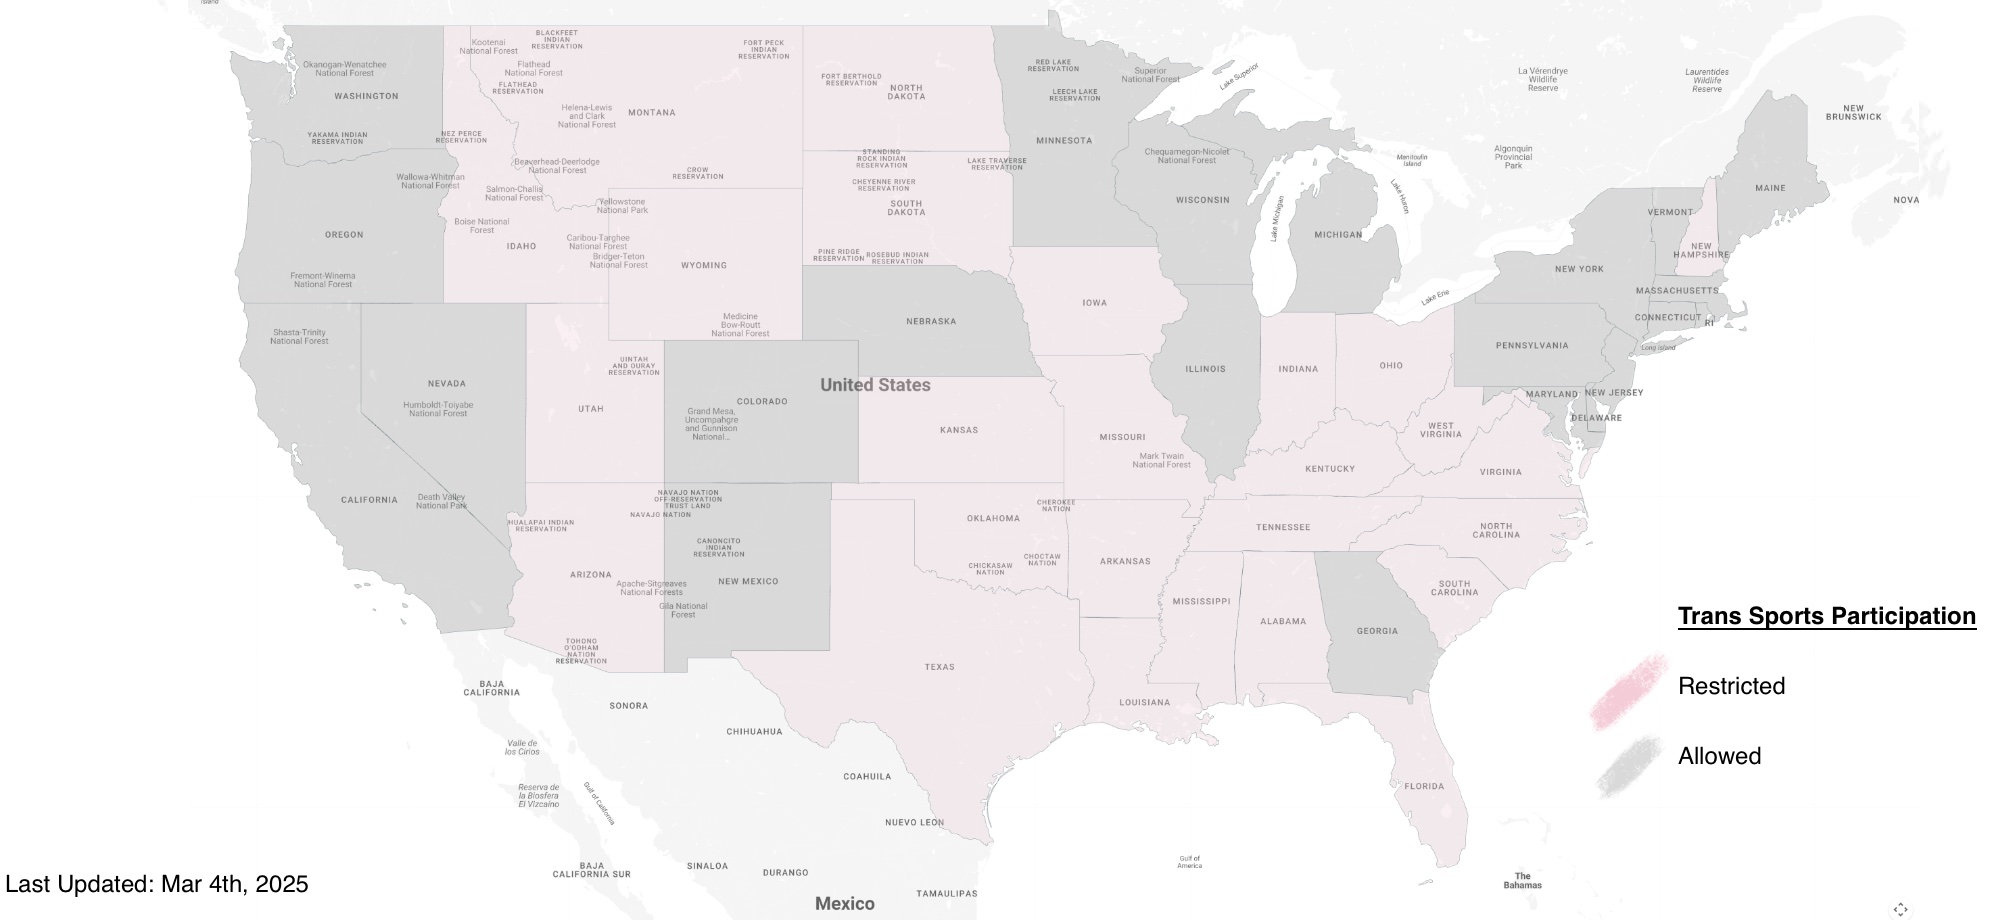 Island
BLACKFEET
INDIAN
RESERVATION
Kootenai
National Forest
FORT PECK
INDIAN
RESERVATION
Okanogan-Wenatchee
National Forest
Flathead
National Forest
FLATHEAD
RESERVATION
WASHINGTON
Helena-Lewis
and Clark
National Forest
MONTANA
FORT BERTHOLD
RESERVATION
NORTH
DAKOTA
RED LAKE
RESERVATION
Superior
National Forest
LEECH LAKE
RESERVATION
Lake Superior
La Vérendrye
Wildlife
Reserve
Laurentides
Wildlife
Reserve
NEW
BRUNSWICK
YAKAMA INDIAN
RESERVATION
NEZ PERCE
RESERVATION
MINNESOTA
Beaverhead-Deerlodge
National Forest
CROW
RESERVATION
STANDING
ROCK INDIAN
RESERVATION
LAKE TRAVERSE
RESERVATION
Chequamegon-Nicolet
National Forest
Manitoulin
Island
Algonquin
Provincial
Park
Wallowa-Whitman
National Forest
Salmon-Challis
National Forest
CHEYENNE RIVER
RESERVATION
Yellowstone
National Park
SOUTH
DAKOTA
WISCONSIN
Lake Michigan
Lake Huron
MAINE
NOVA
VERMONT
OREGON
Boise National
Forest
IDAHO
Caribou-Targhee
National Forest
Bridger-Teton
National Forest
WYOMING
PINE RIDGE
RESERVATION
ROSEBUD INDIAN
RESERVATION
MICHIGAN
NEW
HAMPSHIRE
NEW YORK
Fremont-Winema
National Forest
MASSACHUSETTS
Lake Erie
IOWA
Medicine
Bow-Routt
National Forest
NEBRASKA
CONNECTICUT
RI
Shasta-Trinity
National Forest
PENNSYLVANIA
Long Island
UINTAH
AND OURAY
RESERVATION
ILLINOIS
INDIANA
OHIO
NEVADA
United States
MARYLAND
NEW JERSEY
Humboldt-Toiyabe
National Forest
UTAH
COLORADO
Grand Mesa,
Uncompahgre
and Gunnison
National...
DELAWARE
KANSAS
MISSOURI
WEST
VIRGINIA
Mark Twain
National Forest
KENTUCKY
VIRGINIA
CALIFORNIA
Death Valley
National Park
NAVAJO NATION
OFF-RESERVATION
TRUST LAND
NAVAJO NATION
CHEROKEE
NATION
HUALAPAI INDIAN
RESERVATION
OKLAHOMA
TENNESSEE
NORTH
CAROLINA
CANONCITO
INDIAN
RESERVATION
CHOCTAW
NATION
CHICKASAW
NATION
ARKANSAS
ARIZONA
Apache-Sitgreaves
National Forests
NEW MEXICO
SOUTH
CAROLINA
Gila National
Forest
MISSISSIPPI
ALABAMA
GEORGIA
Trans Sports Participation
TOHONO
O'ODHAM
NATION
RESERVATION
TEXAS
BAJA
CALIFORNIA
Restricted
SONORA
LOUISIANA
CHIHUAHUA
Valle de
los Cirios
Allowed
COAHUILA
FLORIDA
Reserva de
la Biosfera
El Vizcaíno
Gulf of California
NUEVO LEON
Gulf of
America
BAJA
CALIFORNIA SUR
SINALOA
DURANGO
The
Bahamas
Last Updated: Mar 4th, 2025
TAMAULIPAS
Mexico